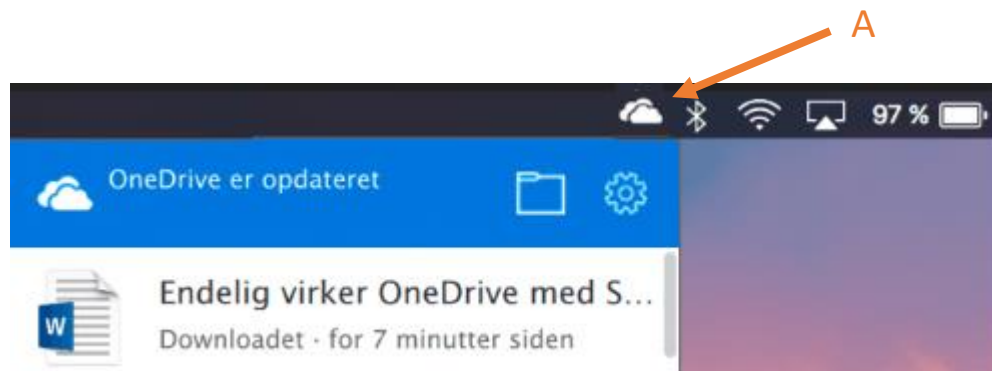 A
97 %
OneDrive er opdateret
Endelig virker OneDrive med S...
W
Downloadet · for 7 minutter siden